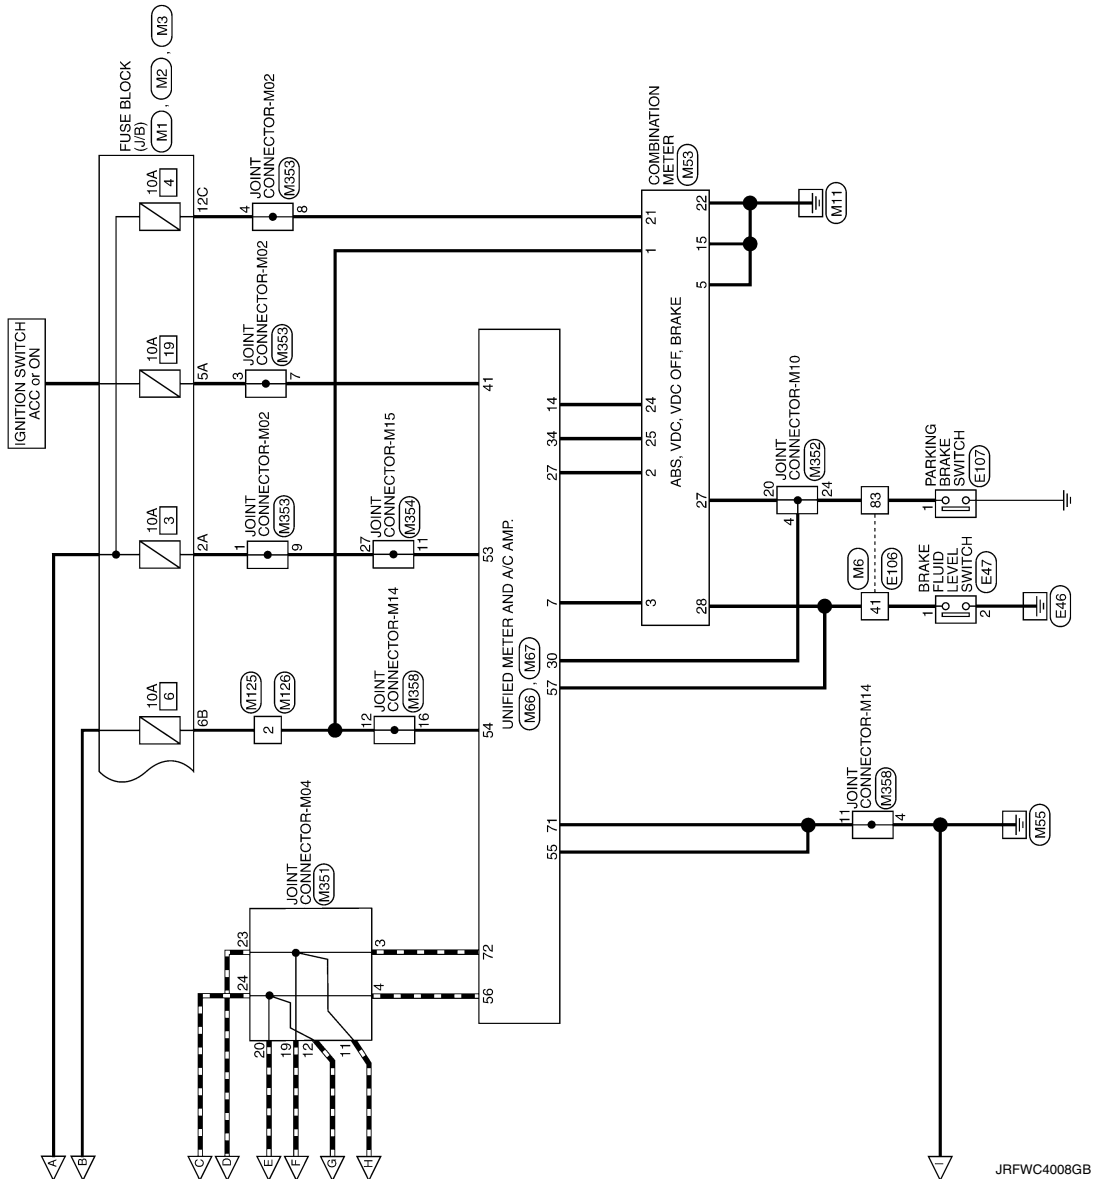 IGNITION SWITCH
ACC or ON
FUSE BLOCK
(J/B)
M1 , M2 , M3
10A
6
6B
10A
3
2A
10A
19
5A
10A
4
12C
M125
M126
2
JOINT
CONNECTOR-M02
M353
1
9
JOINT
CONNECTOR-M02
M353
3
7
JOINT
CONNECTOR-M02
M353
4
8
JOINT
CONNECTOR-M14
M358
12
16
JOINT
CONNECTOR-M15
M354
27
11
JOINT
CONNECTOR-M04
M351
24
23
4
3
20
19
12
11
UNIFIED METER AND A/C AMP.
M66 , M67
56
72
54
53
41
55
71
57
30
7
27
34
14
COMBINATION
METER
M53
ABS, VDC, VDC OFF, BRAKE
3
2
25
24
1
21
28
27
5
15
22
M11
JOINT
CONNECTOR-M10
M352
20
4
24
83
M6
E106
41
PARKING
BRAKE
SWITCH
E107
1
BRAKE
FLUID
LEVEL
SWITCH
E47
1
2
E46
JOINT
CONNECTOR-M14
M358
11
4
M55
A
B
C
D
E
F
G
H
I
JRFWC4008GB